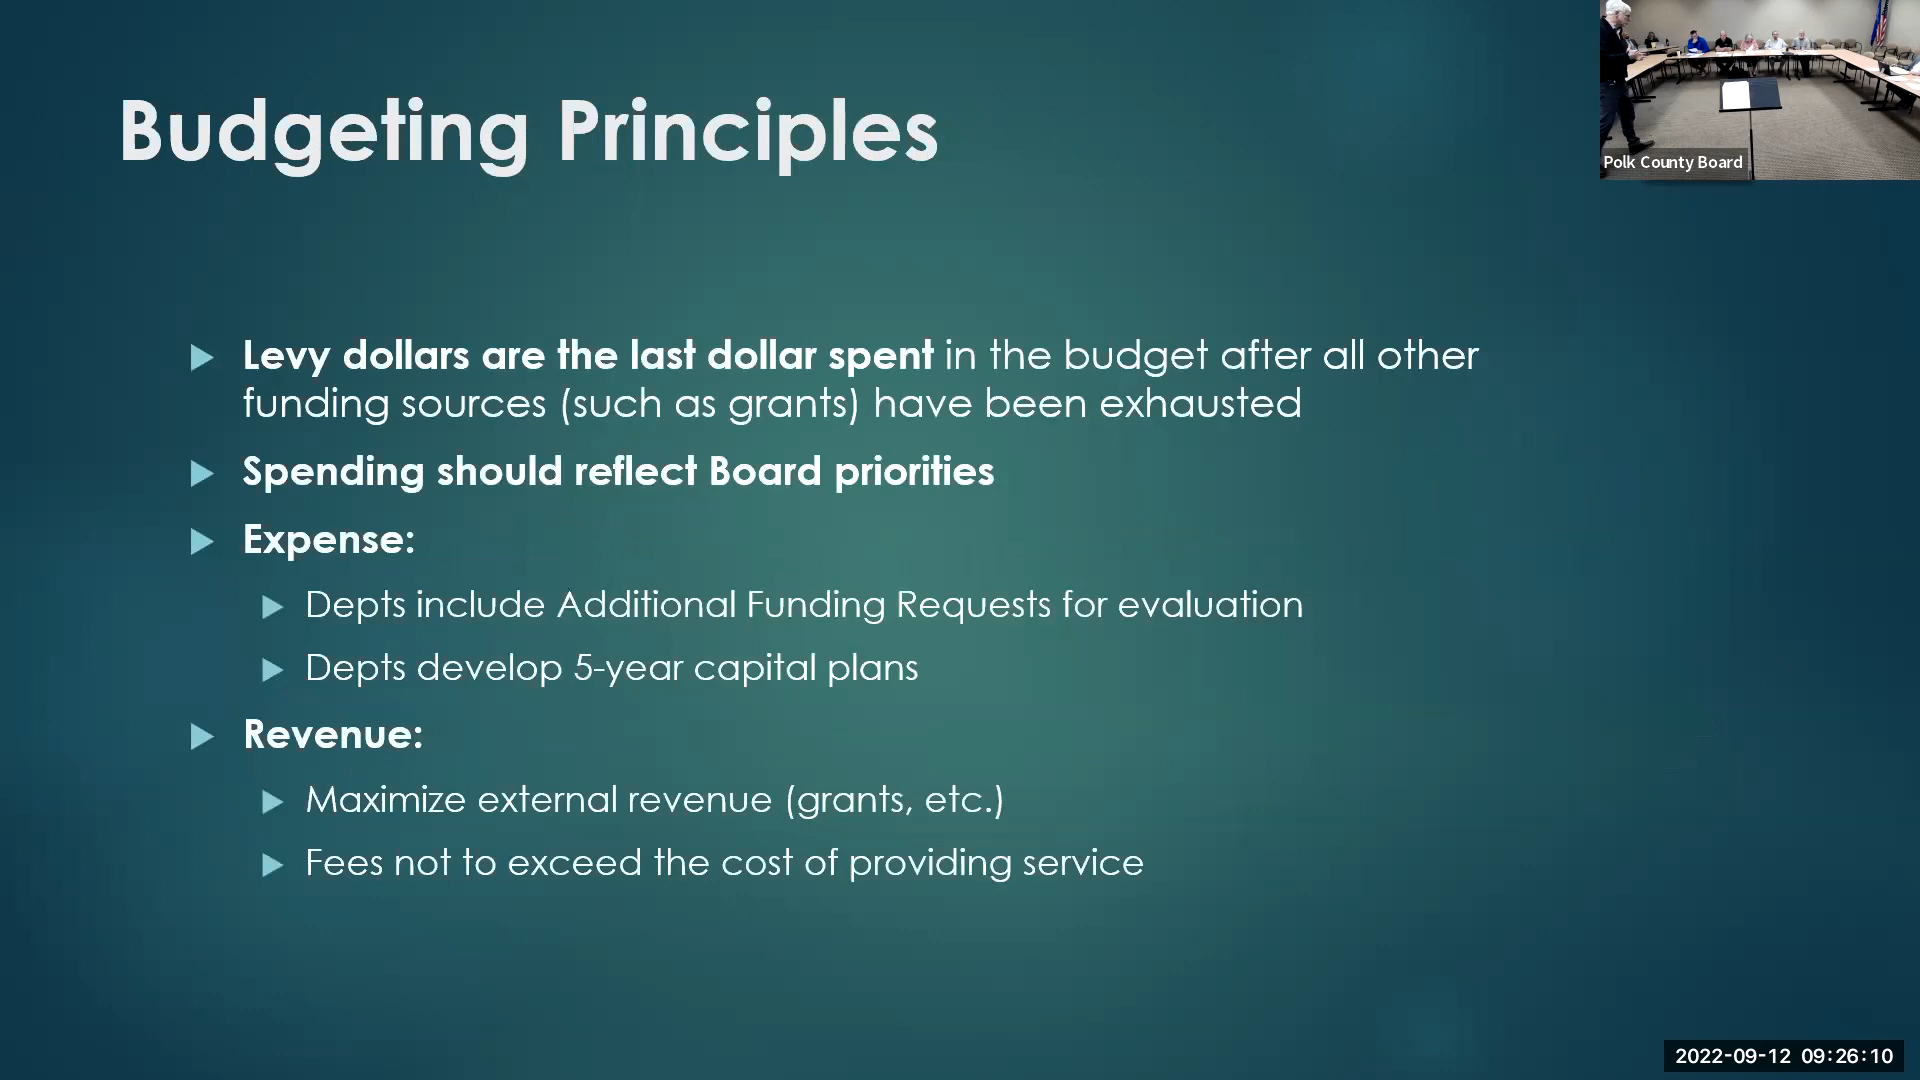 Budgeting Principles
Polk County Board
Levy dollars are the last dollar spent in the budget after all other
funding sources (such as grants) have been exhausted
Spending should reflect Board priorities
Expense:
Depts include Additional Funding Requests for evaluation
Depts develop 5-year capital plans
Revenue:
Maximize external revenue (grants, etc.)
Fees not to exceed the cost of providing service
2022-09-12 09:26:10